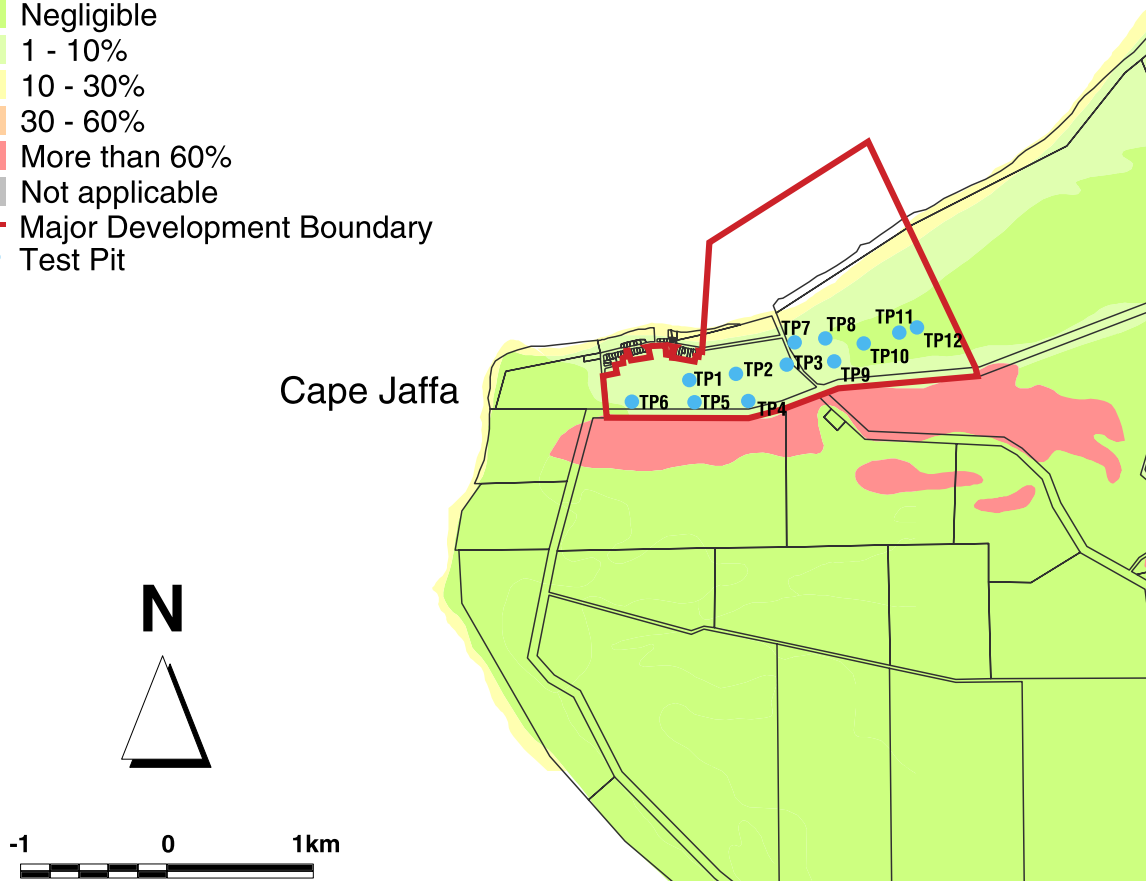 Negligible
1 - 10%
10 - 30%
30 - 60%
More than 60%
Not applicable
Major Development Boundary
Test Pit
TP11
TP7
TP8
TP12
TP10
TP3
TP2
TP9
TP1
Cape Jaffa
TP6
TP5
TP4
N
-1 0 1km